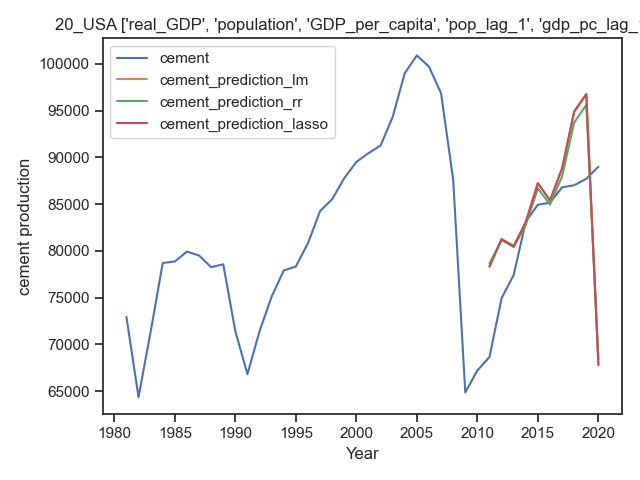 20_USA ['real_GDP', 'population', 'GDP_per_capita', 'pop_lag_1', 'gdp_pc_lag_
cement
cement_prediction_lm
cement_prediction_rr
cement_prediction_lasso
cement production
100000
95000
90000
85000
80000
75000
70000
65000
1980 1985 1990 1995 2000 2005 2010 2015 2020
Year